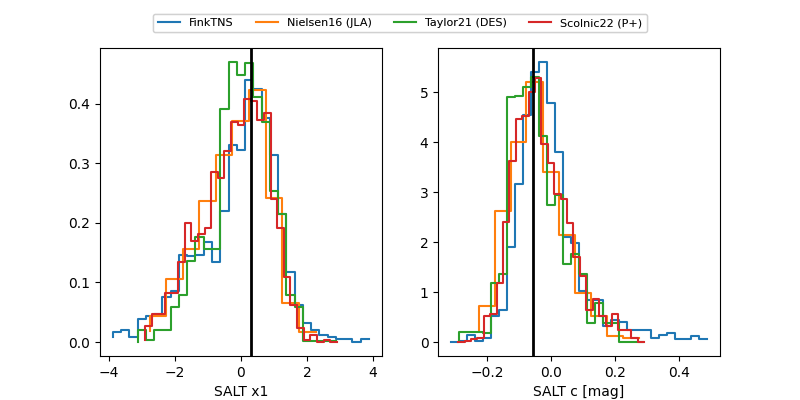 FinkTNS Nielsen16 (JLA) Taylor21 (DES) Scolnic22 (P+)
0.4
0.3
0.2
0.1
0.0
−4 −2 0 2 4
SALT x1
5
4
3
2
1
0
−0.2 0.0 0.2 0.4
SALT c [mag]